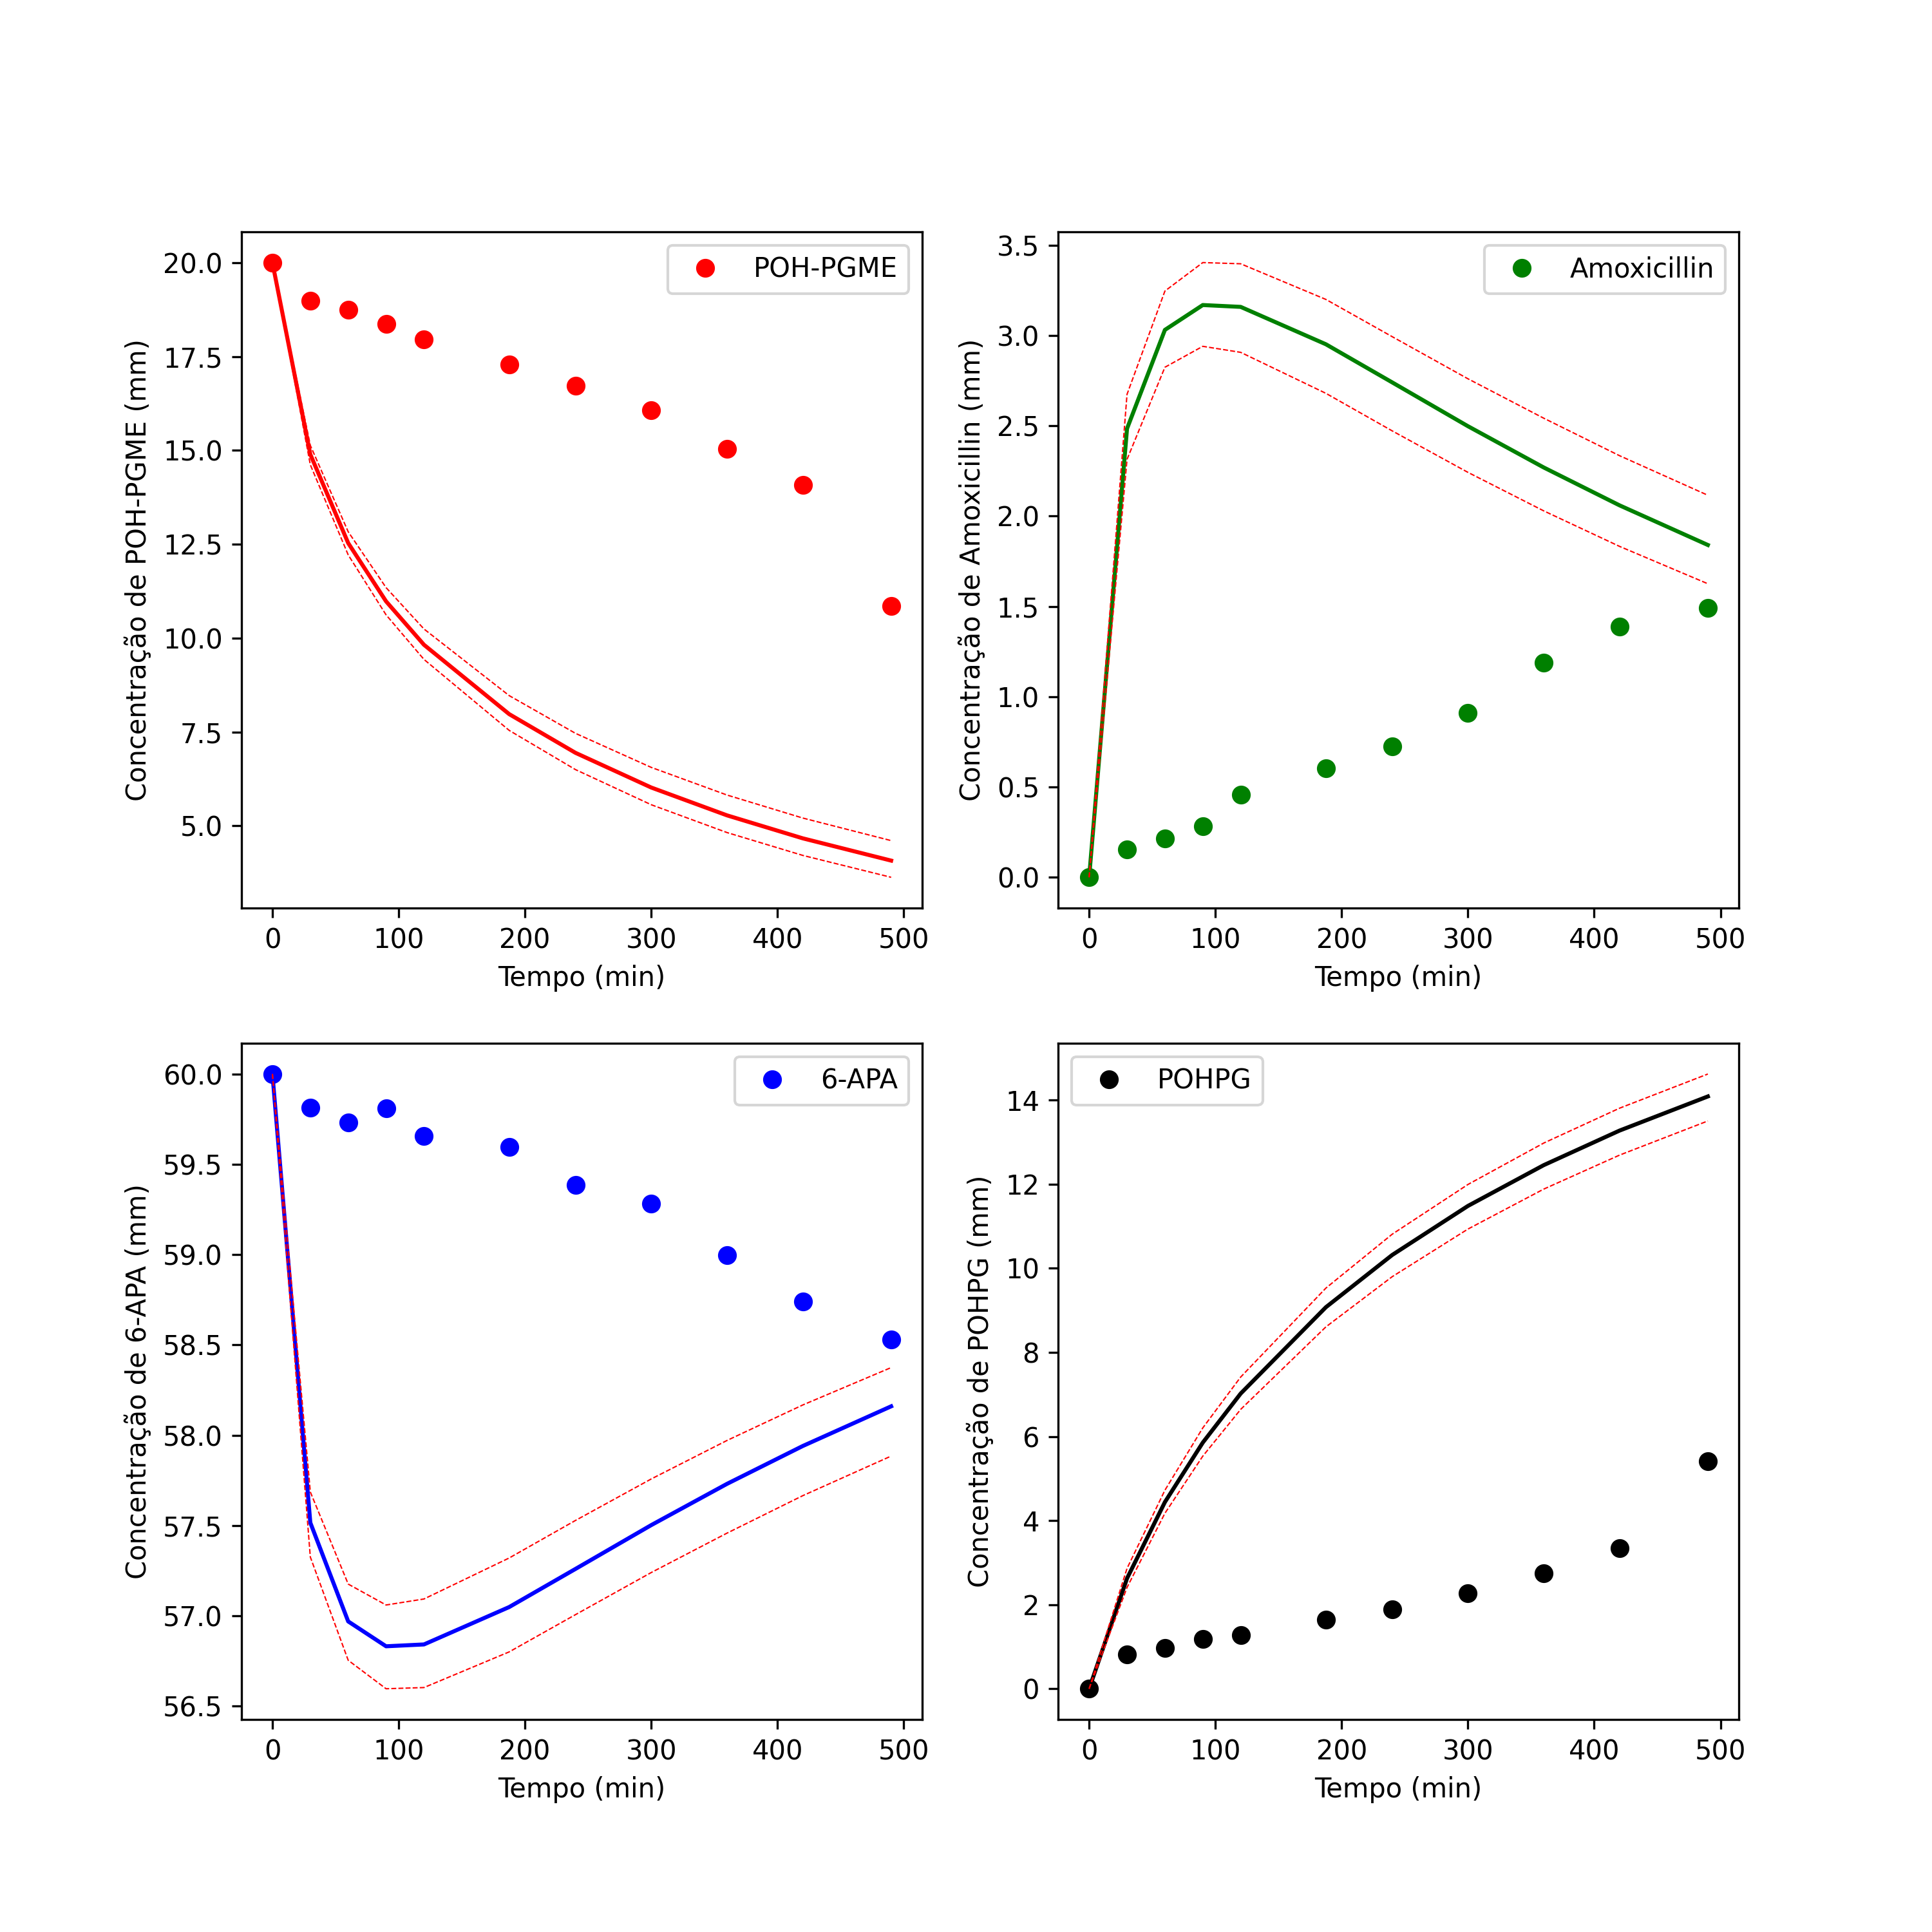 POH-PGME
20.0
17.5
15.0
12.5
10.0
7.5
5.0
Concentração de POH-PGME (mm)
0 100 200 300 400 500
Tempo (min)
Amoxicillin
3.5
3.0
2.5
2.0
1.5
1.0
0.5
0.0
Concentração de Amoxicillin (mm)
0 100 200 300 400 500
Tempo (min)
6-APA
60.0
59.5
59.0
58.5
58.0
57.5
57.0
56.5
Concentração de 6-APA (mm)
0 100 200 300 400 500
Tempo (min)
POHPG
14
12
10
8
6
4
2
0
Concentração de POHPG (mm)
0 100 200 300 400 500
Tempo (min)